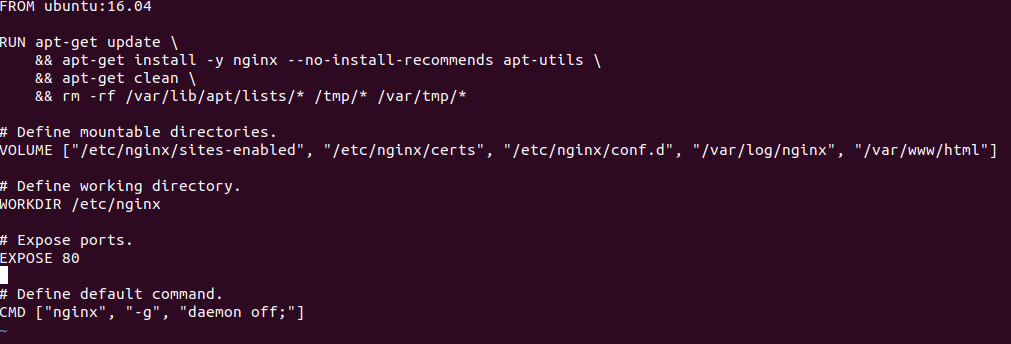 FROM ubuntu:16.04
RUN apt-get update \
    && apt-get install -y nginx --no-install-recommends apt-utils \
    && apt-get clean \
    && rm -rf /var/lib/apt/lists/* /tmp/* /var/tmp/*
# Define mountable directories.
VOLUME ["/etc/nginx/sites-enabled", "/etc/nginx/certs", "/etc/nginx/conf.d", "/var/log/nginx", "/var/www/html"]
# Define working directory.
WORKDIR /etc/nginx
# Expose ports.
EXPOSE 80
# Define default command.
CMD ["nginx", "-g", "daemon off;"]
~